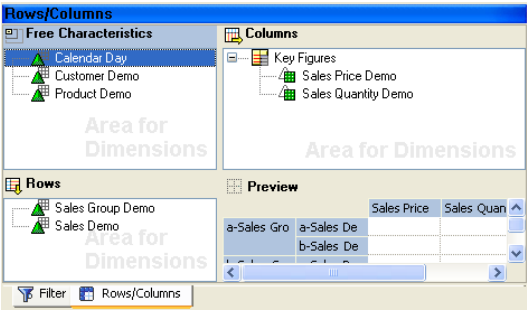 Rows/Columns
Free Characteristics
Calendar Day
Customer Demo
Product Demo
Area for
Dimensions
Columns
Key Figures
Sales Price Demo
Sales Quantity Demo
Area for Dimensions
Rows
Sales Group Demo
Sales Demo
Area for
Dimensions
Preview
Sales Price Sales Quan
a-Sales Gro a-Sales De
b-Sales De
Filter Rows/Columns